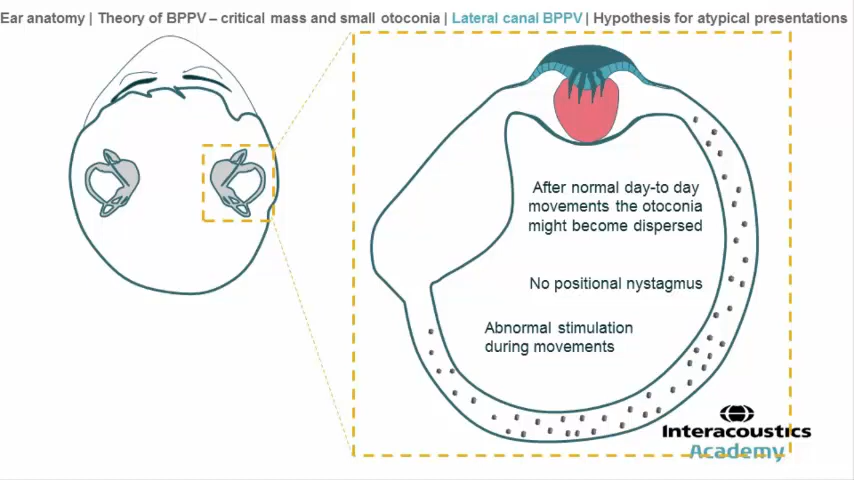 Ear anatomy | Theory of BPPV – critical mass and small otoconia | Lateral canal BPPV | Hypothesis for atypical presentations
After normal day-to day
movements the otoconia
might become dispersed
No positional nystagmus
Abnormal stimulation
during movements
Interacoustics
Academy